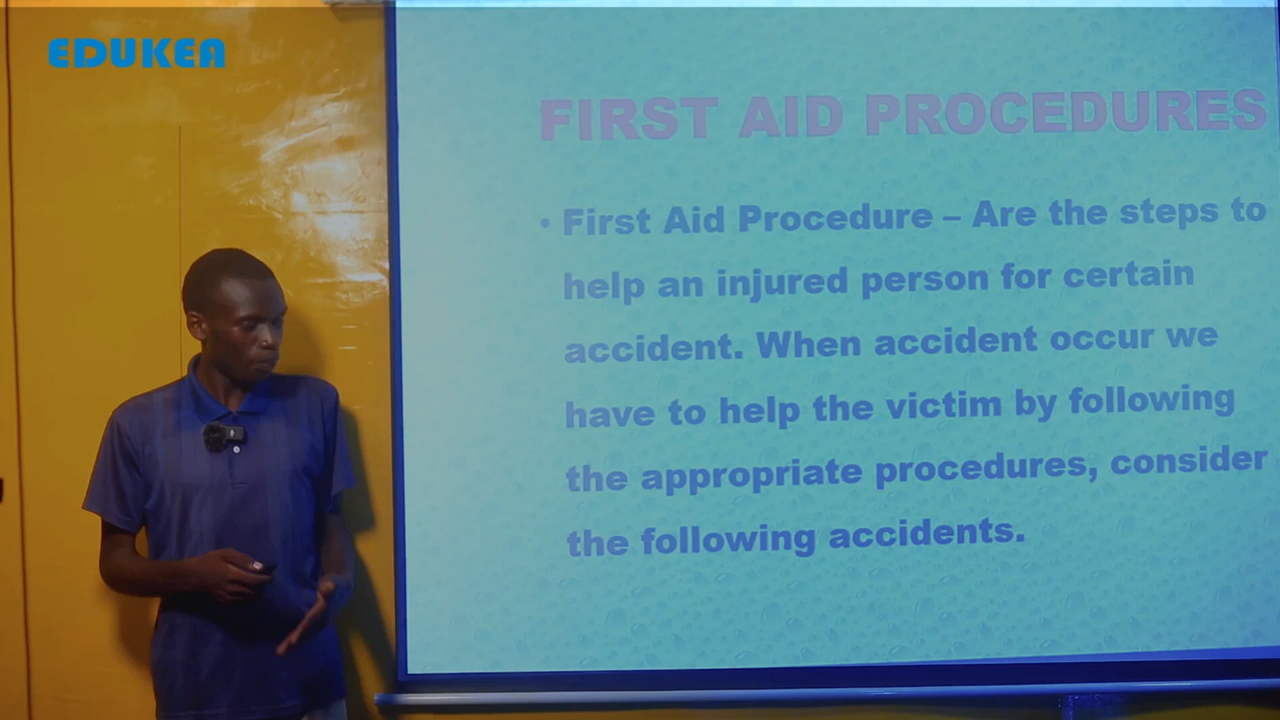 EDUKEA
FIRST AID PROCEDURES
• First Aid Procedure – Are the steps to
help an injured person for certain
accident. When accident occur we
have to help the victim by following
the appropriate procedures, consider
the following accidents.